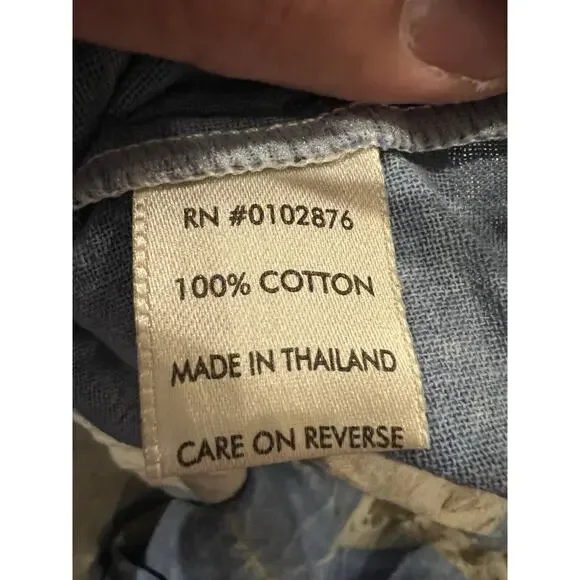 RN #0102876
100% COTTON
MADE IN THAILAND
CARE ON REVERSE